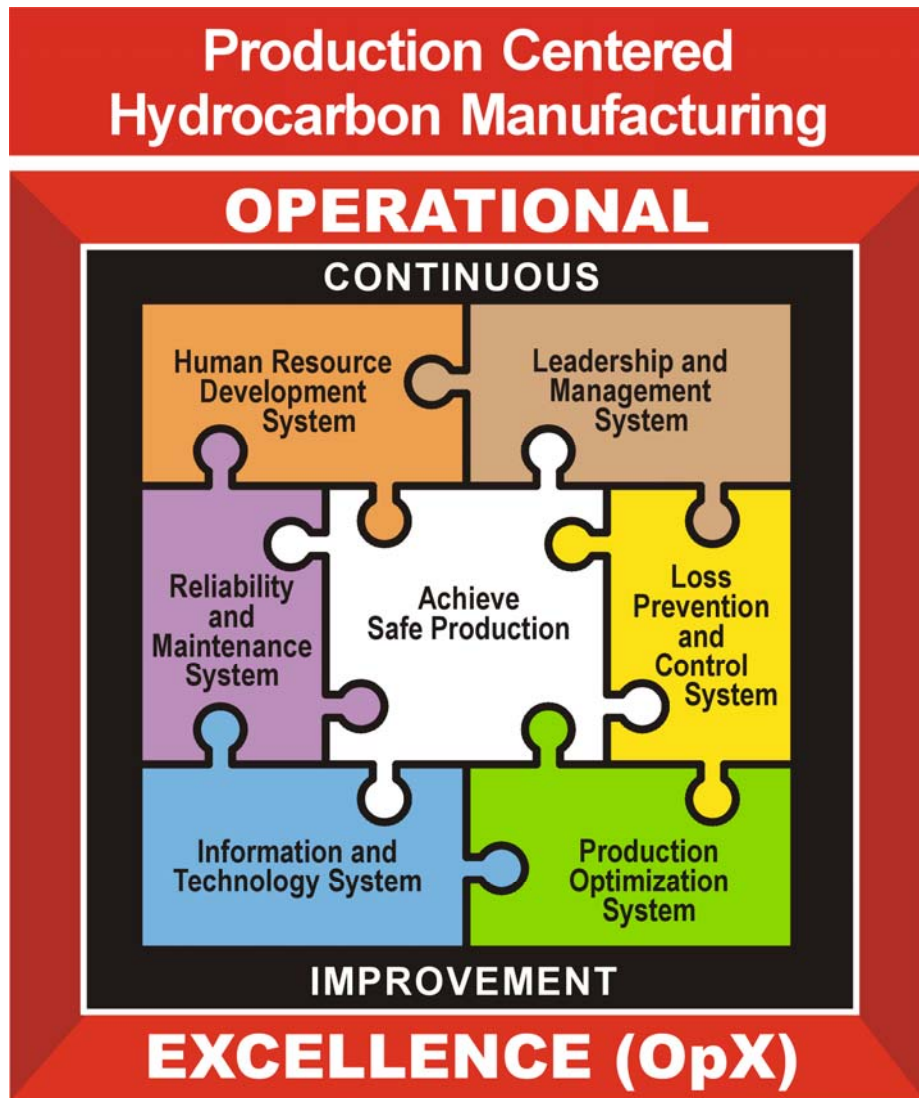 Production Centered
Hydrocarbon Manufacturing
OPERATIONAL
CONTINUOUS
Human Resource
Development
System
Leadership and
Management
System
Reliability
and
Maintenance
System
Achieve
Safe Production
Loss
Prevention
and
Control
System
Information and
Technology System
Production
Optimization
System
IMPROVEMENT
EXCELLENCE (OpX)